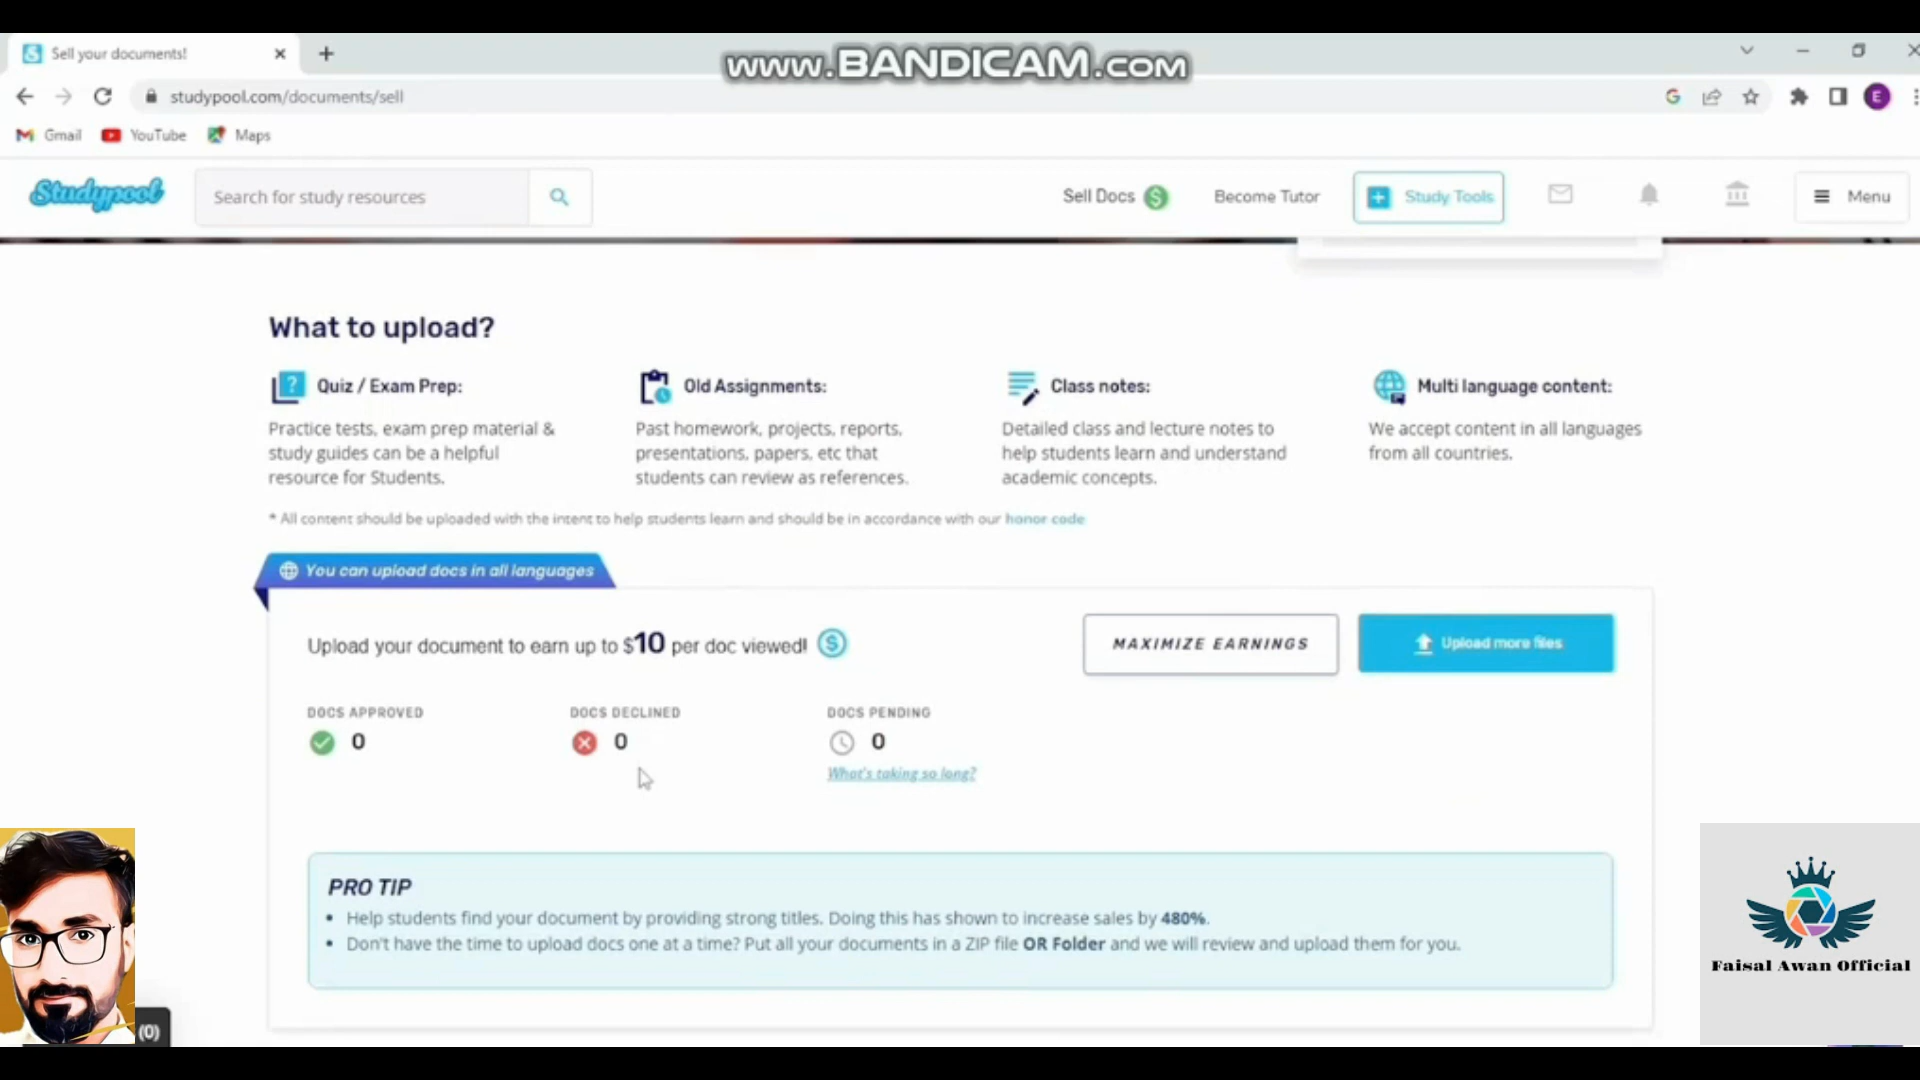 Sell your documents!
www.BANDICAM.com
studypool.com/documents/sell
G
E
Gmail
YouTube
Maps
Studypool
Search for study resources
Sell Docs $
Become Tutor
Study Tools
Menu
What to upload?
Quiz / Exam Prep:
Practice tests, exam prep material &
study guides can be a helpful
resource for Students.
Old Assignments:
Past homework, projects, reports,
presentations, papers, etc that
students can review as references.
Class notes:
Detailed class and lecture notes to
help students learn and understand
academic concepts.
Multi language content:
We accept content in all languages
from all countries.
* All content should be uploaded with the intent to help students learn and should be in accordance with our honor code
You can upload docs in all languages
Upload your document to earn up to $10 per doc viewed!
MAXIMIZE EARNINGS
Upload more files
DOCS APPROVED
0
DOCS DECLINED
0
DOCS PENDING
0
What's taking so long?
PRO TIP
• Help students find your document by providing strong titles. Doing this has shown to increase sales by 480%.
• Don't have the time to upload docs one at a time? Put all your documents in a ZIP file OR Folder and we will review and upload them for you.
(0)
Faisal Awan Official